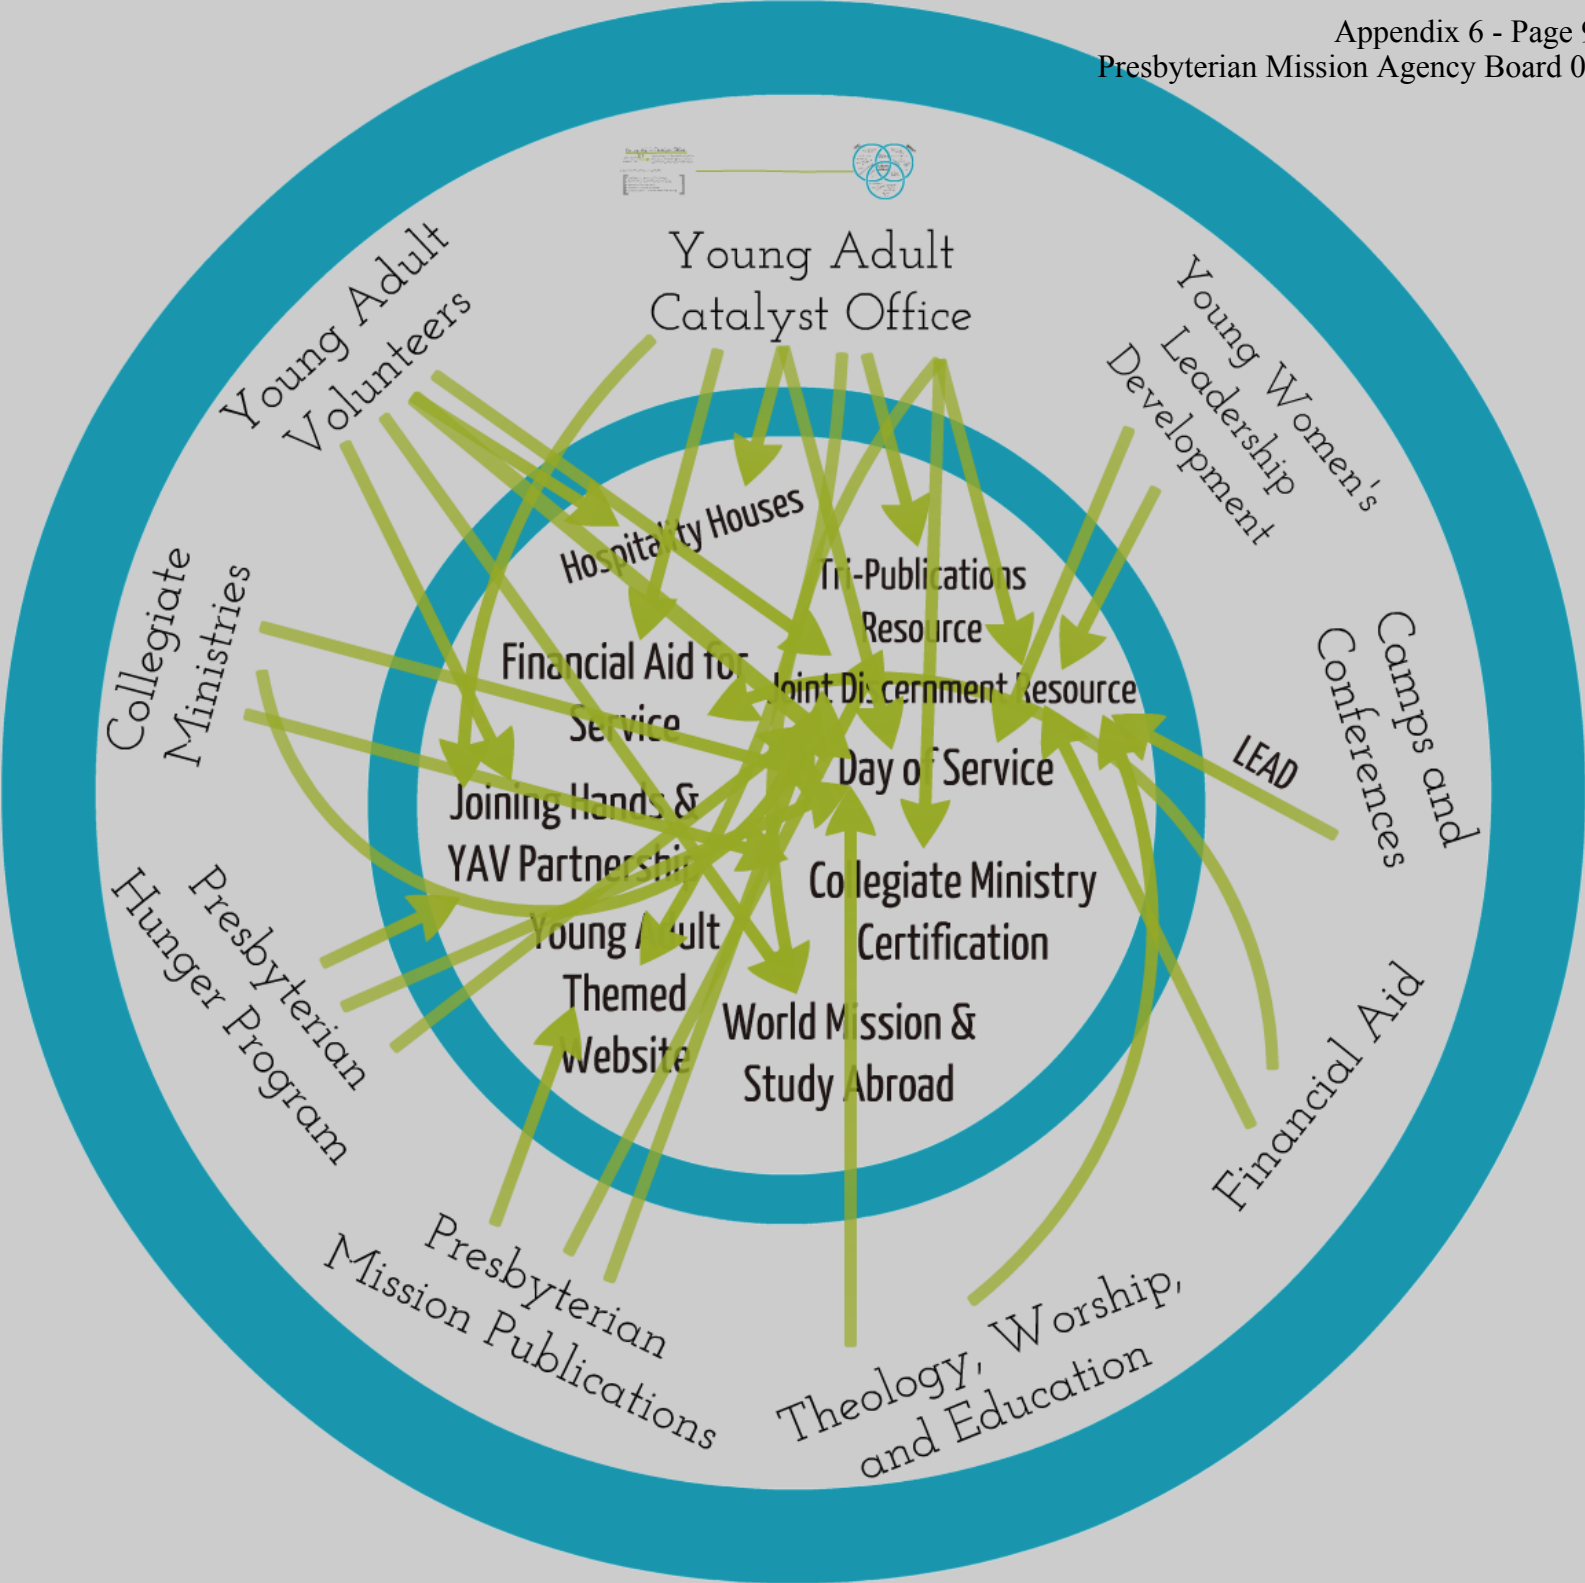 Appendix 6 - Page 9
Presbyterian Mission Agency Board 0
Young Adult
Catalyst Office
Young Adult
Volunteers
Young Women's
Leadership
Development
Collegiate
Ministries
Camps and
Conferences
LEAD
Hospitality Houses
Tri-Publications
Resource
Financial Aid for
Service
Joint Discernment Resource
Day of Service
Joining Hands &
YAV Partnership
Collegiate Ministry
Certification
Young Adult
Themed
Website
World Mission &
Study Abroad
Presbyterian
Hunger Program
Financial Aid
Presbyterian
Mission Publications
Theology, Worship,
and Education